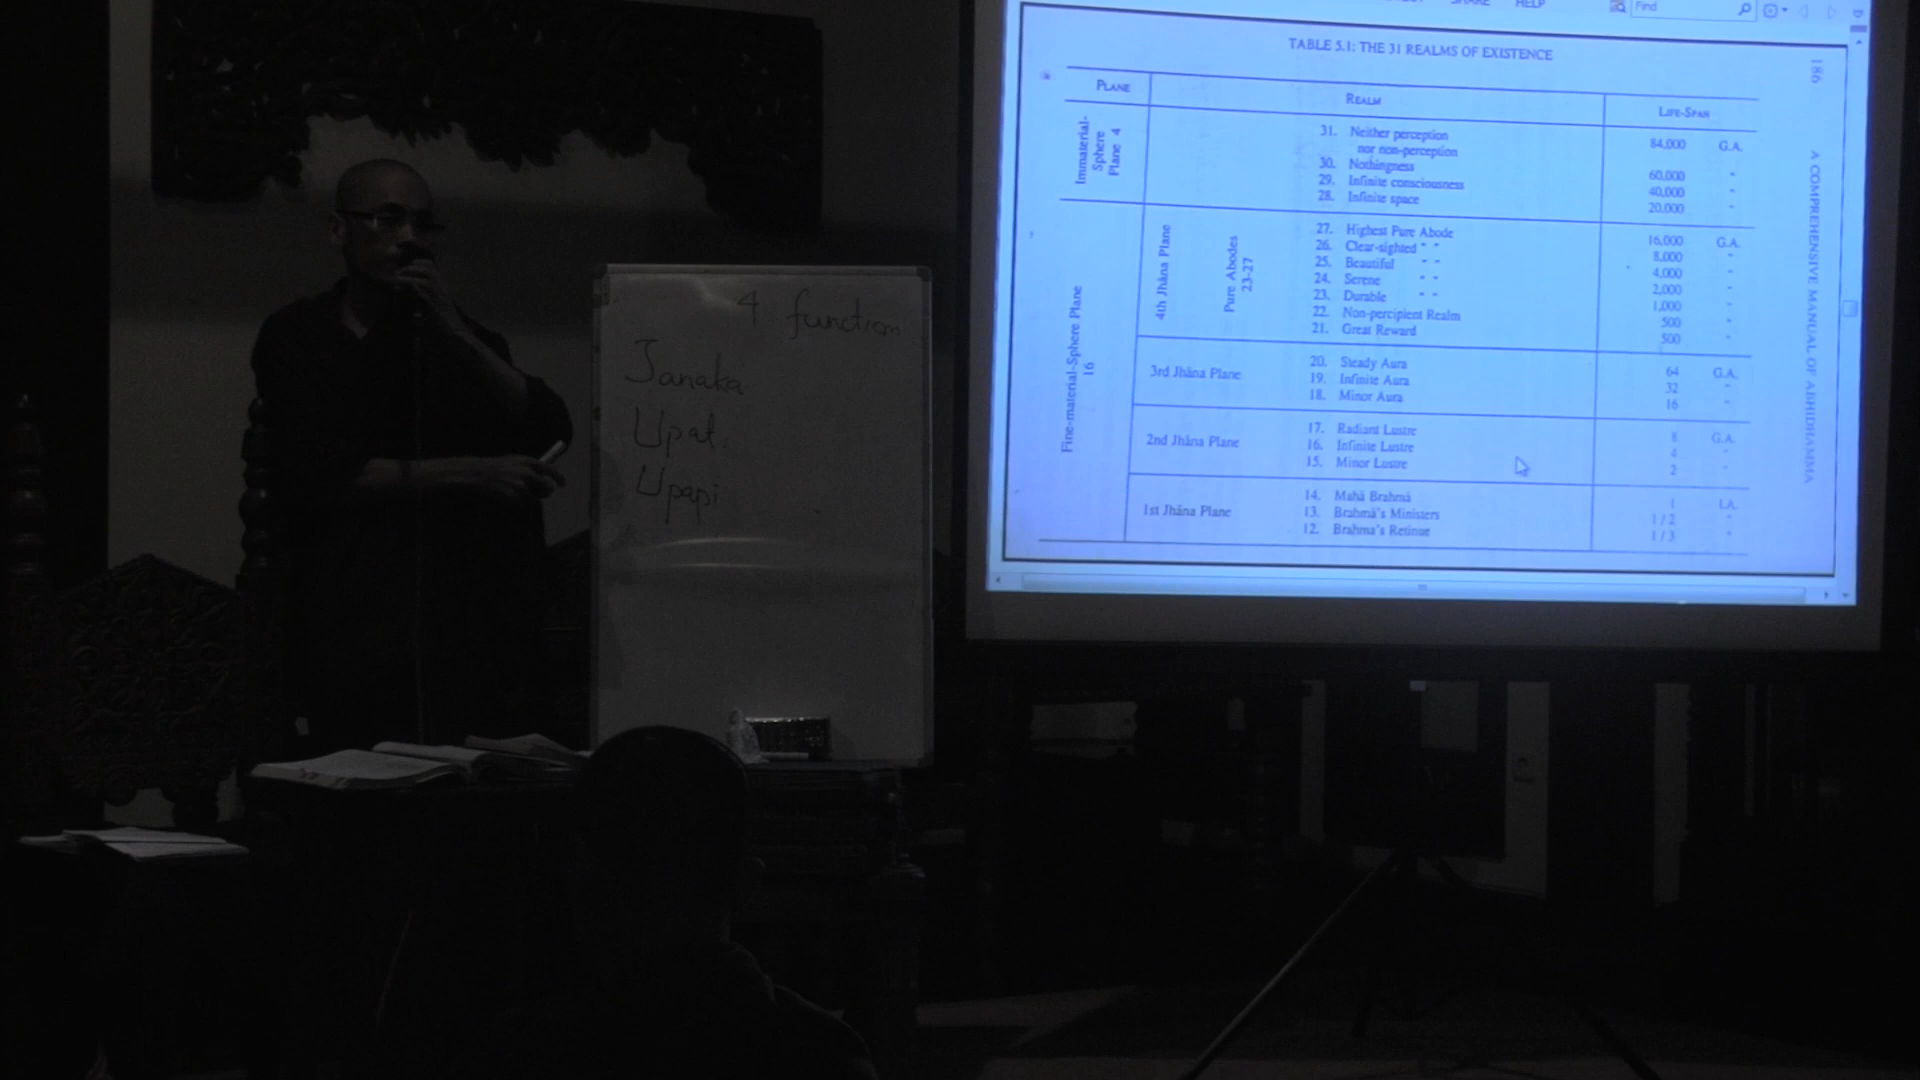 4 function
Janaka
Upat.
Upapi
SHARE HELP
Find
TABLE 5.1: THE 31 REALMS OF EXISTENCE
PLANE REALM LIFE-SPAN
Immaterial-
Sphere
Plane 4
31. Neither perception
nor non-perception 84,000 G.A.
30. Nothingness 60,000 "
29. Infinite consciousness 40,000 "
28. Infinite space 20,000 "
Fine-material-Sphere Plane
16
4th Jhāna Plane
Pure Abodes
23-27
27. Highest Pure Abode 16,000 G.A.
26. Clear-sighted " " 8,000 "
25. Beautiful " " 4,000 "
24. Serene " " 2,000 "
23. Durable " " 1,000 "
22. Non-percipient Realm 500 "
21. Great Reward 500 "
3rd Jhāna Plane
20. Steady Aura 64 G.A.
19. Infinite Aura 32 "
18. Minor Aura 16 "
2nd Jhāna Plane
17. Radiant Lustre 8 G.A.
16. Infinite Lustre 4 "
15. Minor Lustre 2 "
1st Jhāna Plane
14. Mahā Brahmā 1 I.A.
13. Brahmā's Ministers 1/2 "
12. Brahma's Retinue 1/3 "
186
A COMPREHENSIVE MANUAL OF ABHIDHAMMA